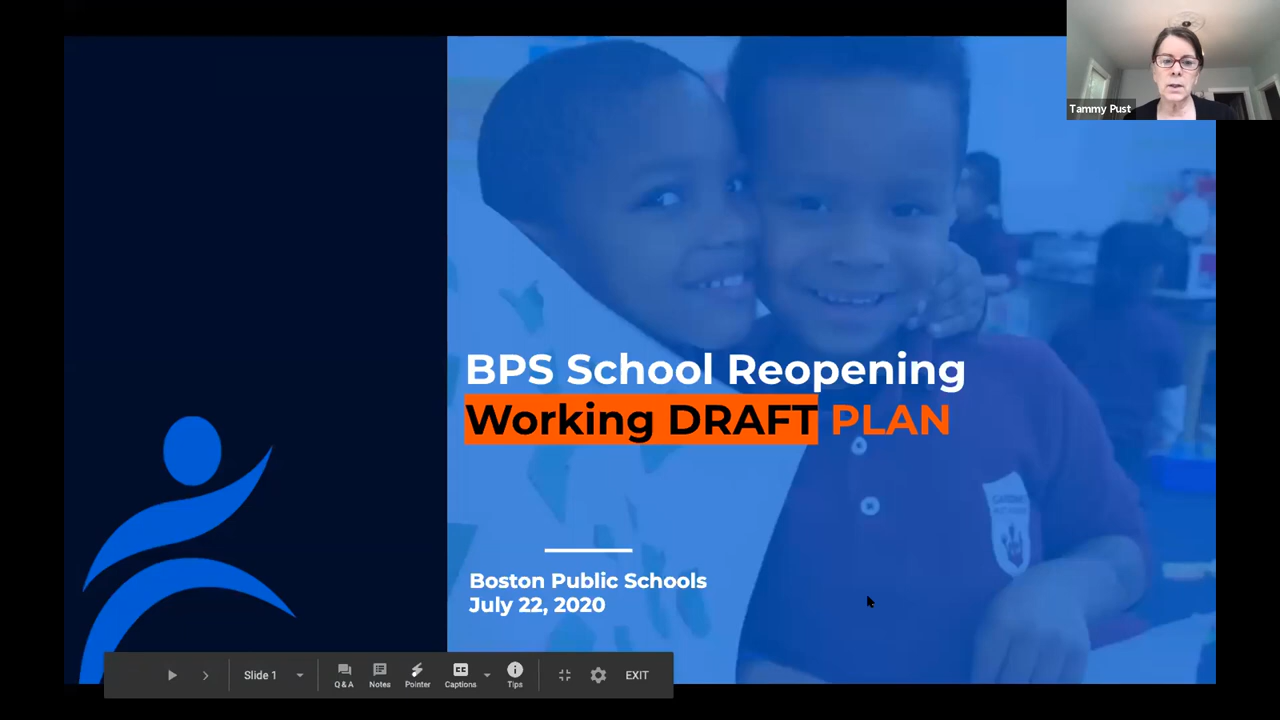 Tammy Pust
BPS School Reopening
Working DRAFT PLAN
Boston Public Schools
July 22, 2020
Slide 1
Q&A
Notes
Pointer
Captions
Tips
EXIT